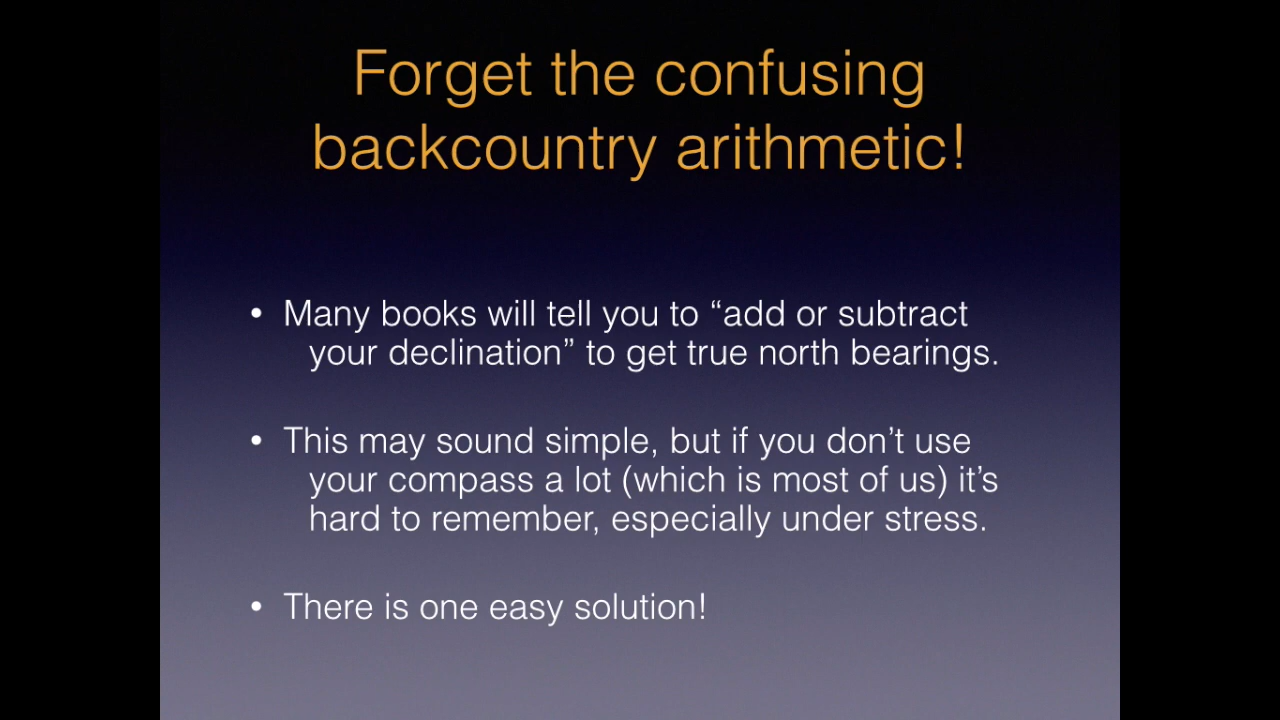 Forget the confusing
backcountry arithmetic!
• Many books will tell you to “add or subtract
your declination” to get true north bearings.
• This may sound simple, but if you don’t use
your compass a lot (which is most of us) it’s
hard to remember, especially under stress.
• There is one easy solution!